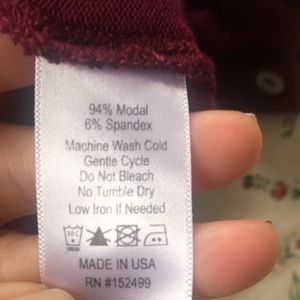 94% Modal
6% Spandex
Machine Wash Cold
Gentle Cycle
Do Not Bleach
No Tumble Dry
Low Iron if Needed
MADE IN USA
RN #152499